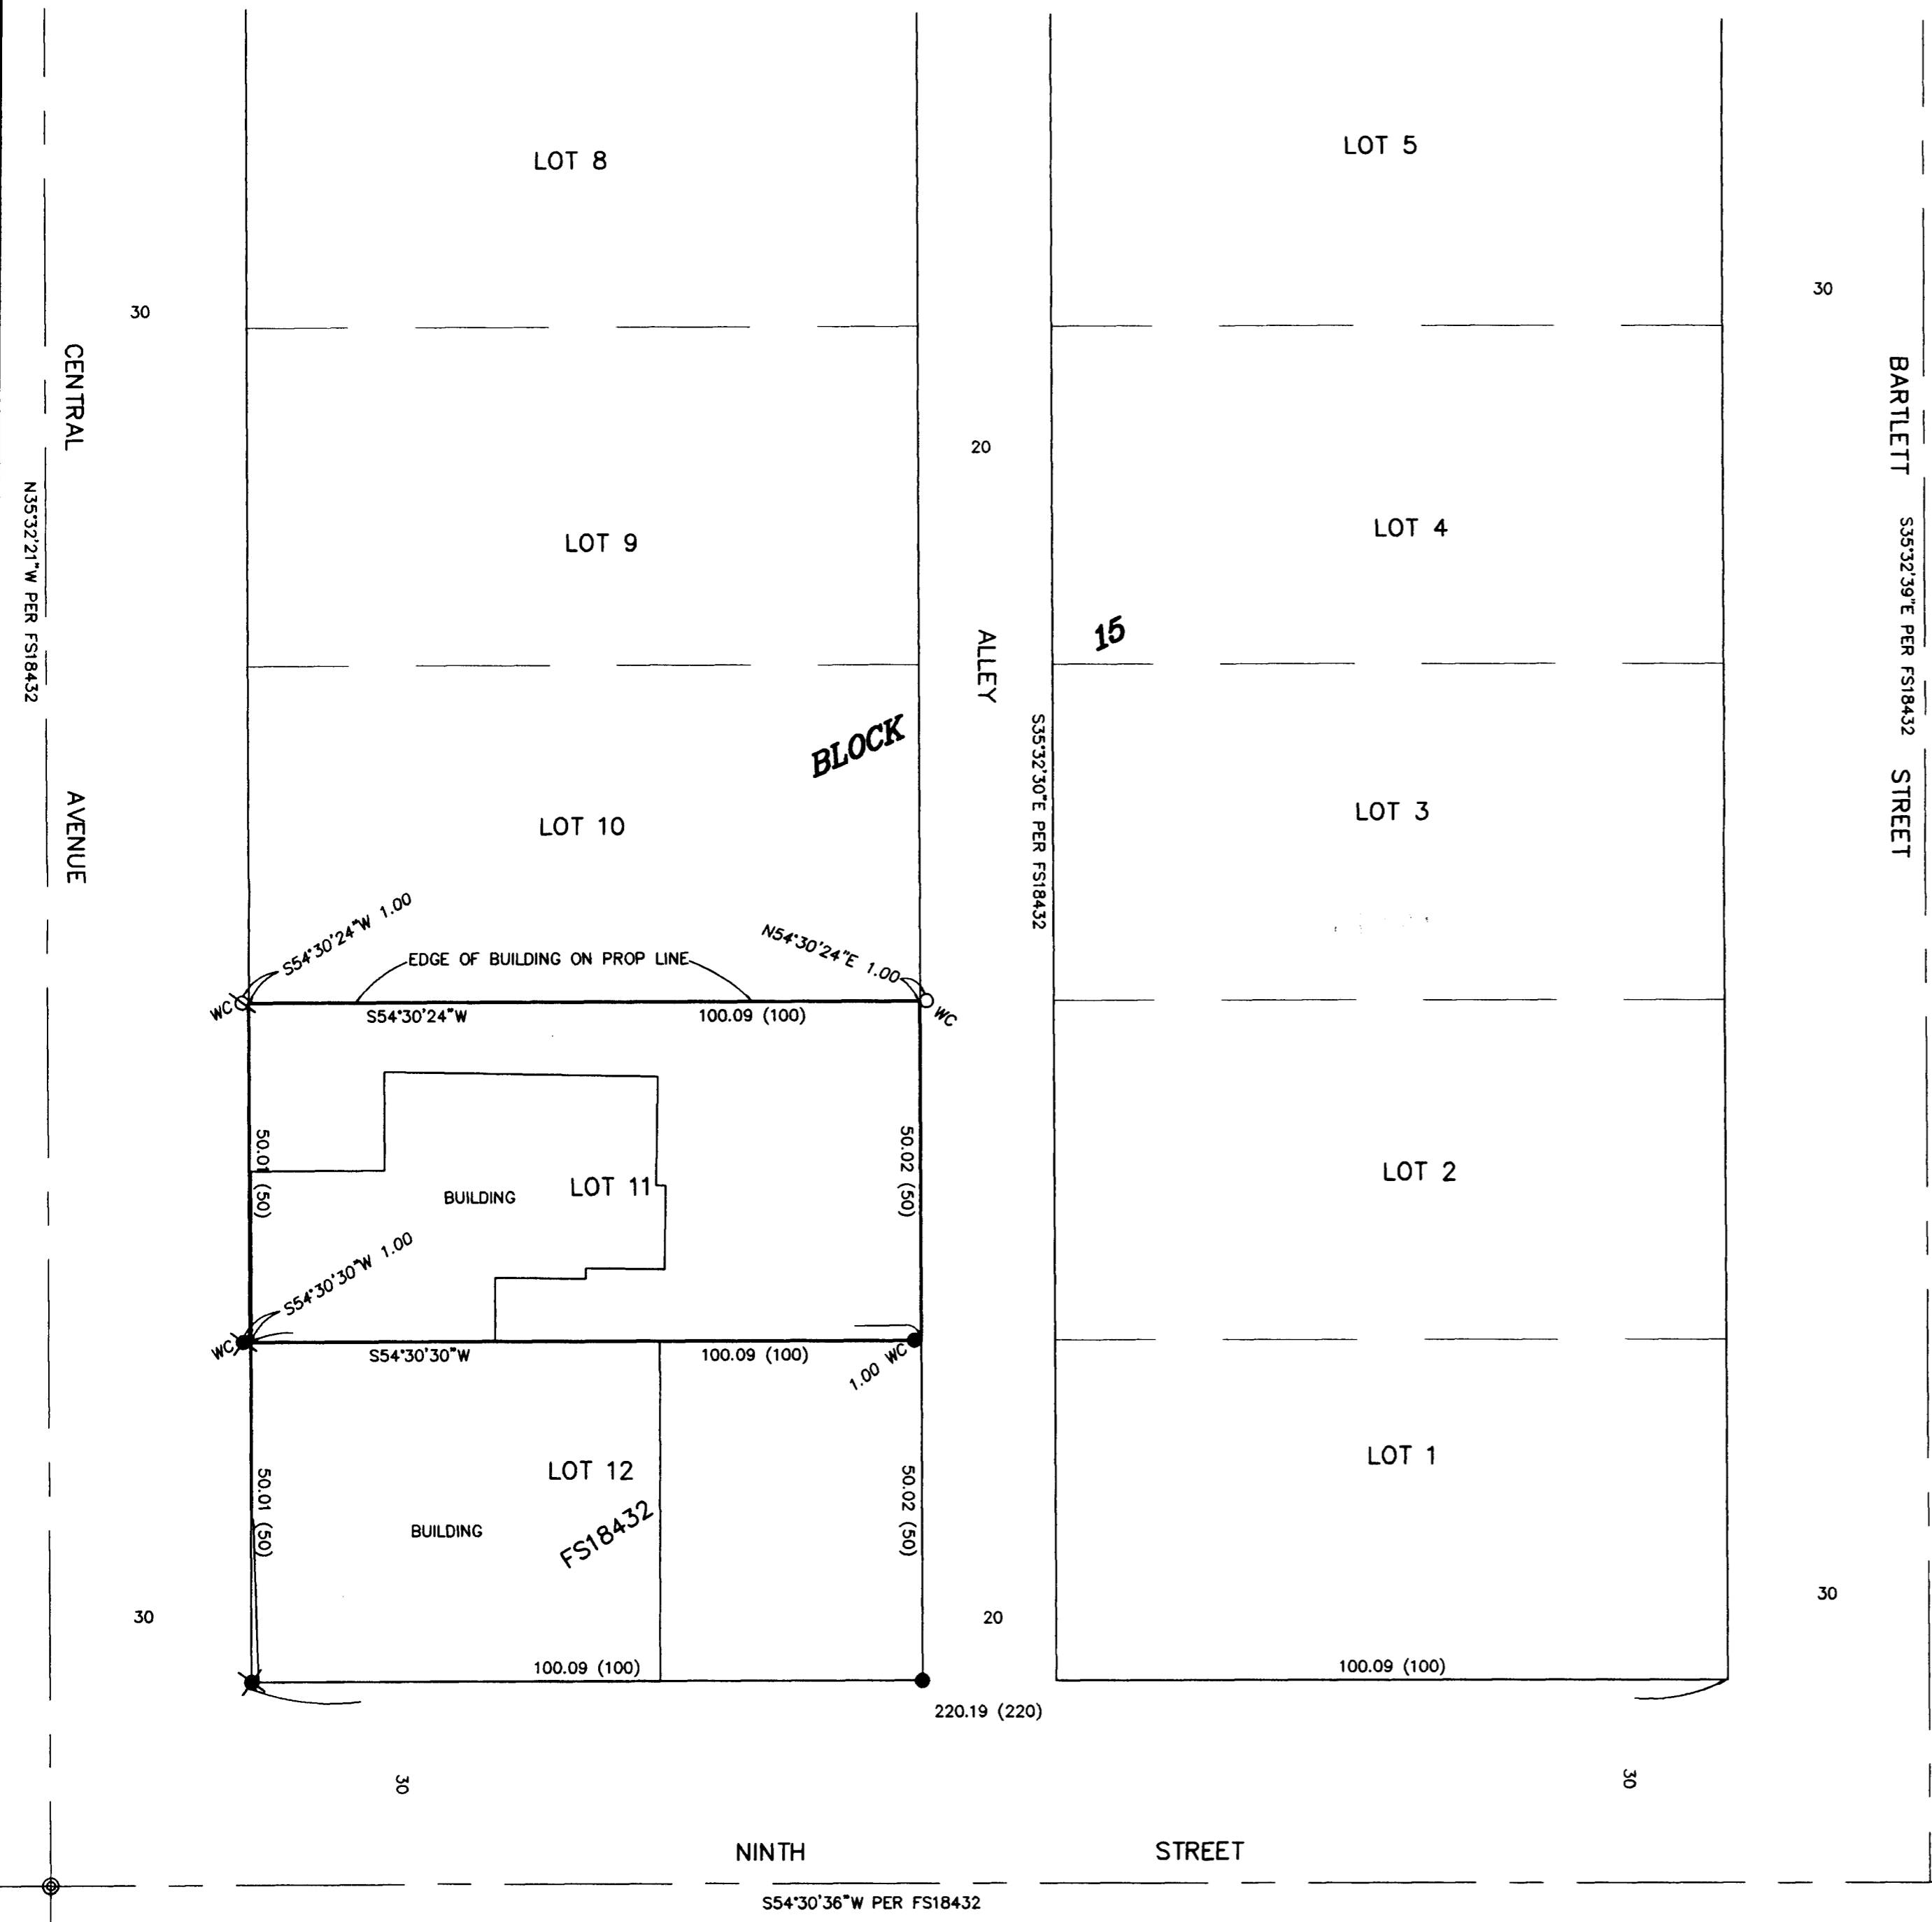 LOT 8
LOT 5
30
30
CENTRAL
BARTLETT
20
N35°32'21"W PER FS18432
S35°32'39"E PER FS18432
LOT 9
LOT 4
15
ALLEY
BLOCK
S35°32'30"E PER FS18432
STREET
AVENUE
LOT 10
LOT 3
S54°30'24"W 1.00
EDGE OF BUILDING ON PROP LINE
N54°30'24"E 1.00
WC
WC
S54°30'24"W
100.09 (100)
50.01 (50)
50.02 (50)
BUILDING
LOT 11
LOT 2
S54°30'30"W 1.00
WC
S54°30'30"W
100.09 (100)
1.00 WC
LOT 12
LOT 1
50.01 (50)
50.02 (50)
BUILDING
FS18432
30
20
30
100.09 (100)
100.09 (100)
220.19 (220)
30
30
NINTH STREET
S54°30'36"W PER FS18432